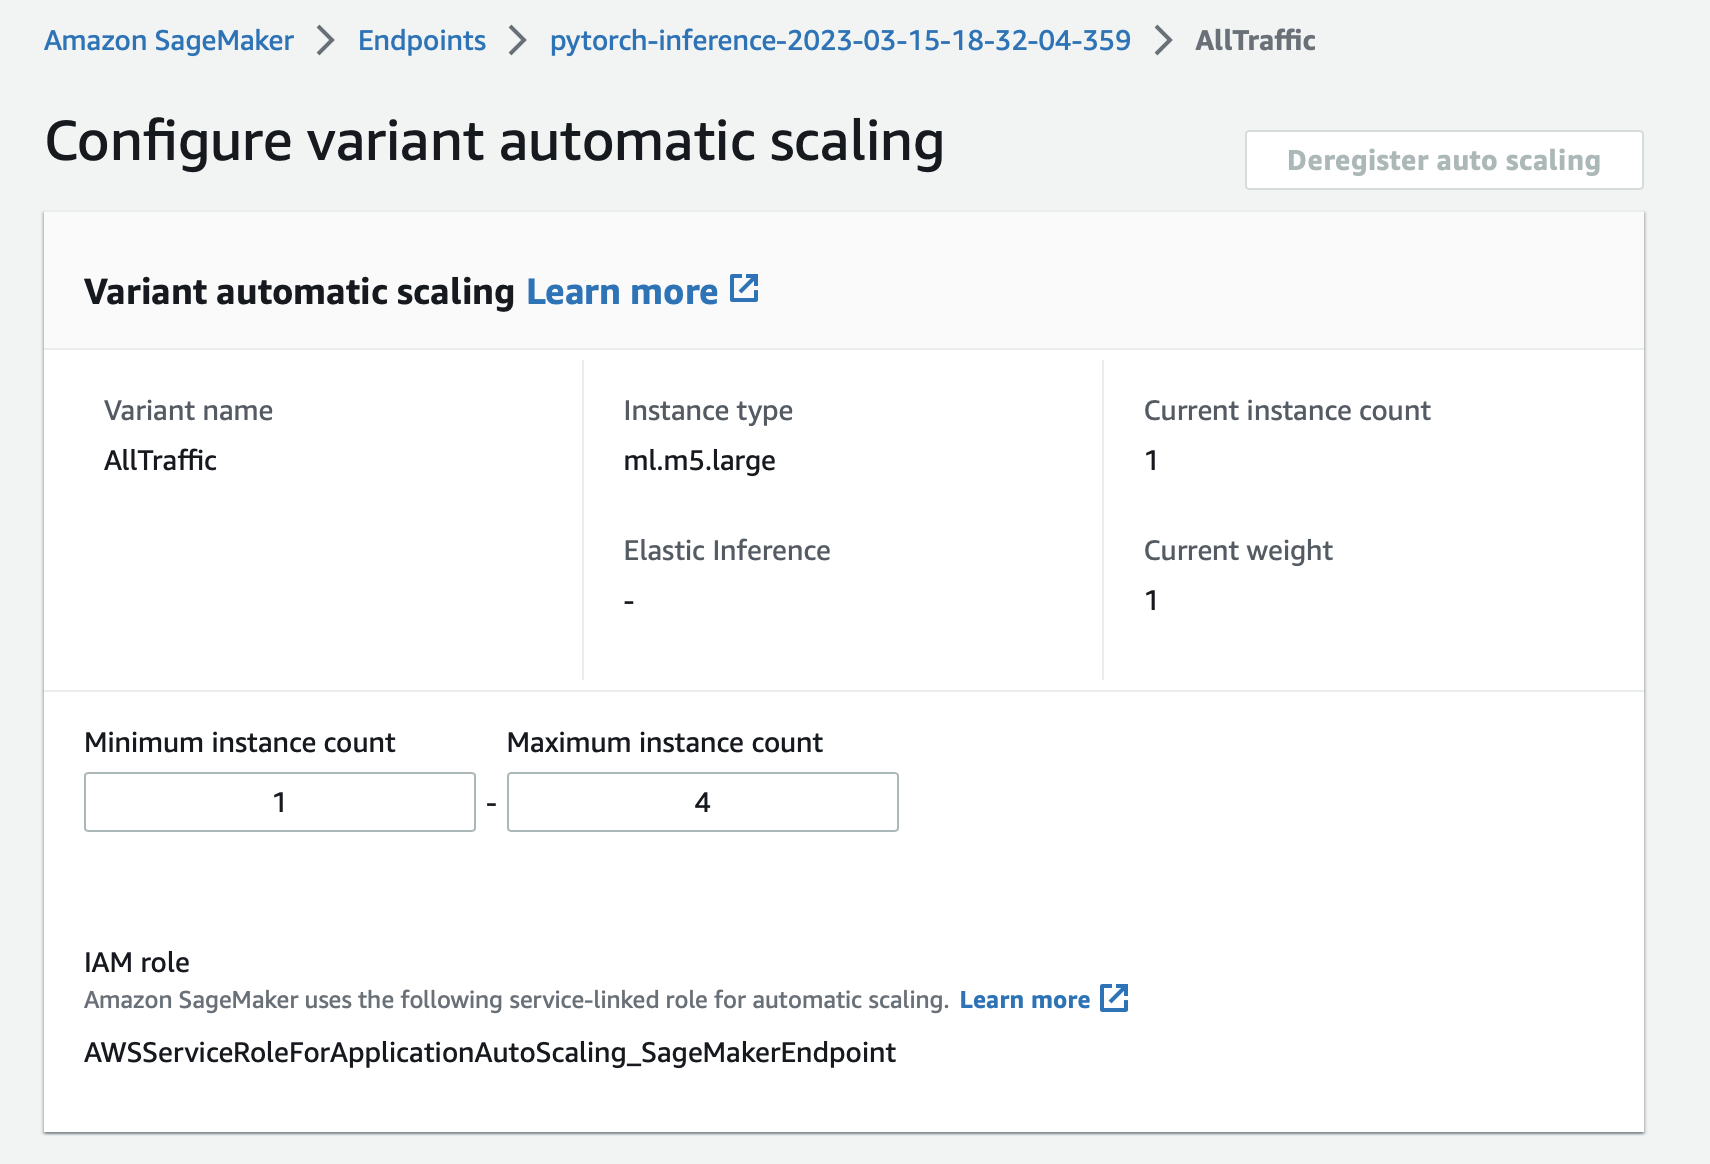 Amazon SageMaker > Endpoints > pytorch-inference-2023-03-15-18-32-04-359 > AllTraffic
Configure variant automatic scaling
Deregister auto scaling
Variant automatic scaling Learn more
Variant name
AllTraffic
Instance type
ml.m5.large
Elastic Inference
-
Current instance count
1
Current weight
1
Minimum instance count
1
-
Maximum instance count
4
IAM role
Amazon SageMaker uses the following service-linked role for automatic scaling. Learn more
AWSServiceRoleForApplicationAutoScaling_SageMakerEndpoint